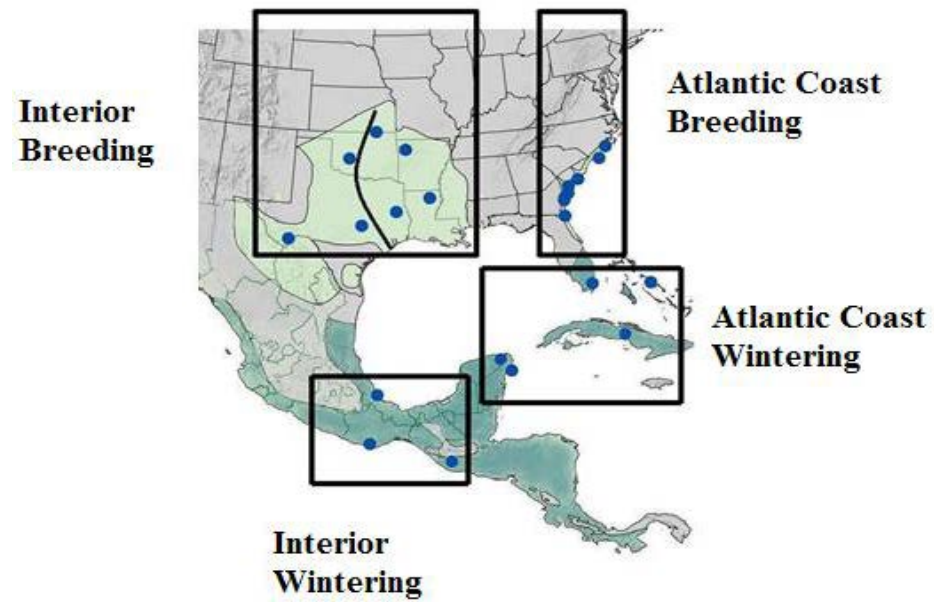 Interior
Breeding
Atlantic Coast
Breeding
Atlantic Coast
Wintering
Interior
Wintering